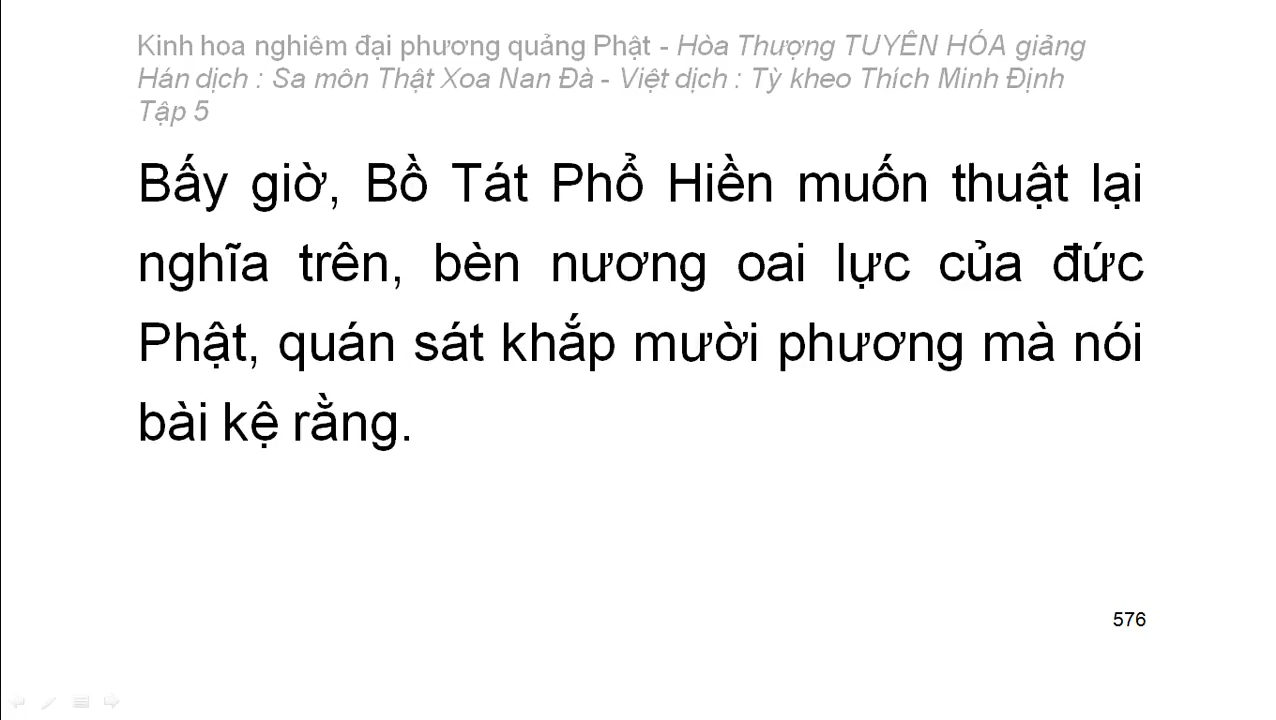 Kinh hoa nghiêm đại phương quảng Phật - Hòa Thượng TUYÊN HÓA giảng
Hán dịch : Sa môn Thật Xoa Nan Đà - Việt dịch : Tỳ kheo Thích Minh Định
Tập 5
Bấy giờ, Bồ Tát Phổ Hiền muốn thuật lại
nghĩa trên, bèn nương oai lực của đức
Phật, quán sát khắp mười phương mà nói
bài kệ rằng.
576